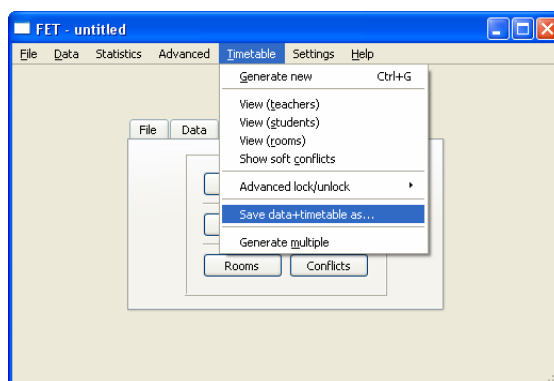 FET - untitled
File Data Statistics Advanced Timetable Settings Help
Generate new Ctrl+G
View (teachers)
View (students)
View (rooms)
Show soft conflicts
Advanced lock/unlock
Save data+timetable as...
Generate multiple
File Data
Rooms Conflicts